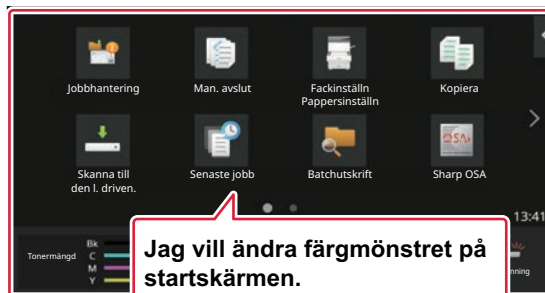 Jobbhantering
Man. avslut
Fackinställn
Pappersinställn
Kopiera
Skanna till
den l. driven.
Senaste jobb
Batchutskrift
Sharp OSA
OSA
13:41
Tonermängd
Bk
C
M
Y
Jag vill ändra färgmönstret på
startskärmen.